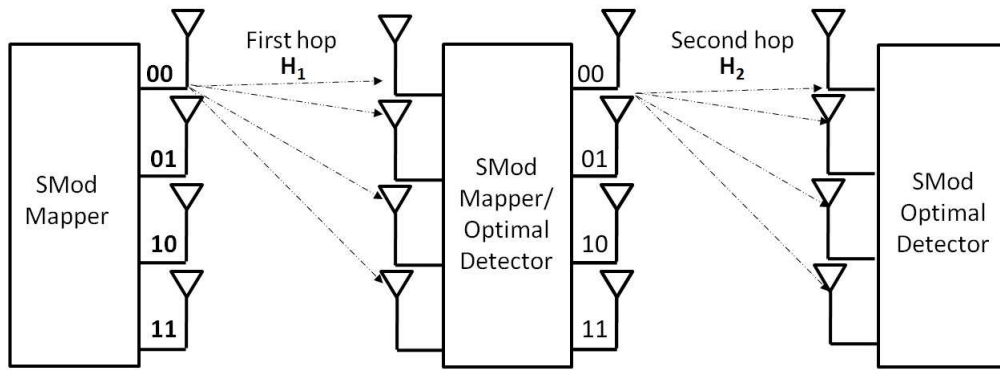 First hop
H1
Second hop
H2
00
01
10
11
SMod
Mapper
SMod
Mapper/
Optimal
Detector
00
01
10
11
SMod
Optimal
Detector